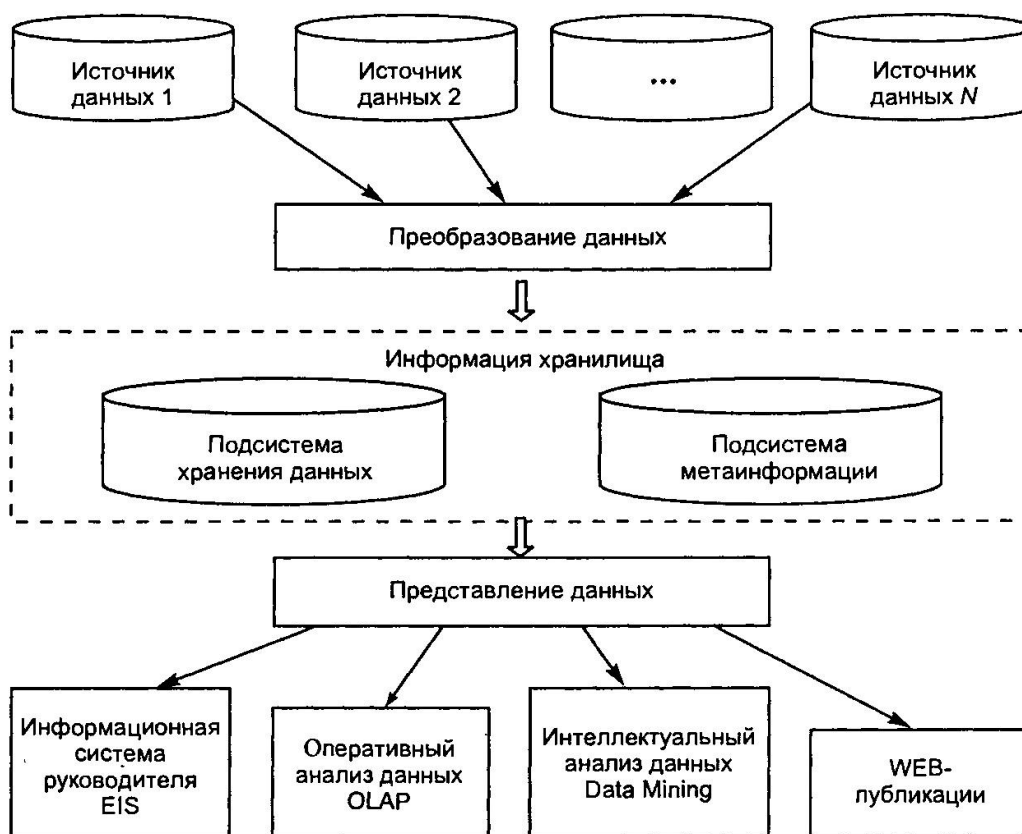 Источник
данных 1
Источник
данных 2
...
Источник
данных N
Преобразование данных
Информация хранилища
Подсистема
хранения данных
Подсистема
метаинформации
Представление данных
Информационная
система
руководителя
EIS
Оперативный
анализ данных
OLAP
Интеллектуальный
анализ данных
Data Mining
WEB-
публикации